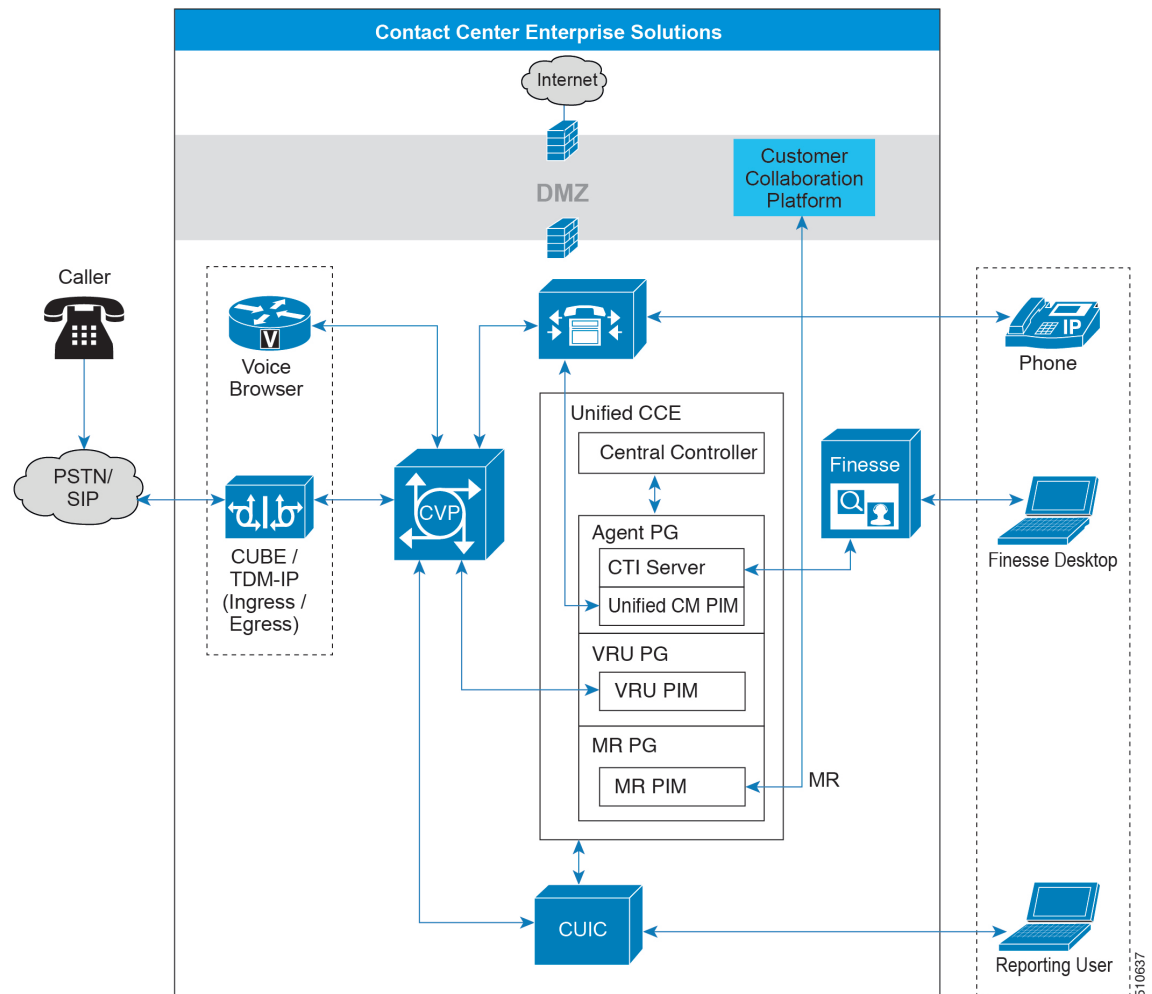 Contact Center Enterprise Solutions
Internet
Customer
Collaboration
Platform
DMZ
Caller
Voice
Browser
V
IP
Phone
Unified CCE
Central Controller
Finesse
PSTN/
SIP
CVP
Agent PG
CTI Server
Unified CM PIM
Finesse Desktop
CUBE /
TDM-IP
(Ingress /
Egress)
VRU PG
VRU PIM
MR PG
MR PIM
MR
CUIC
Reporting User